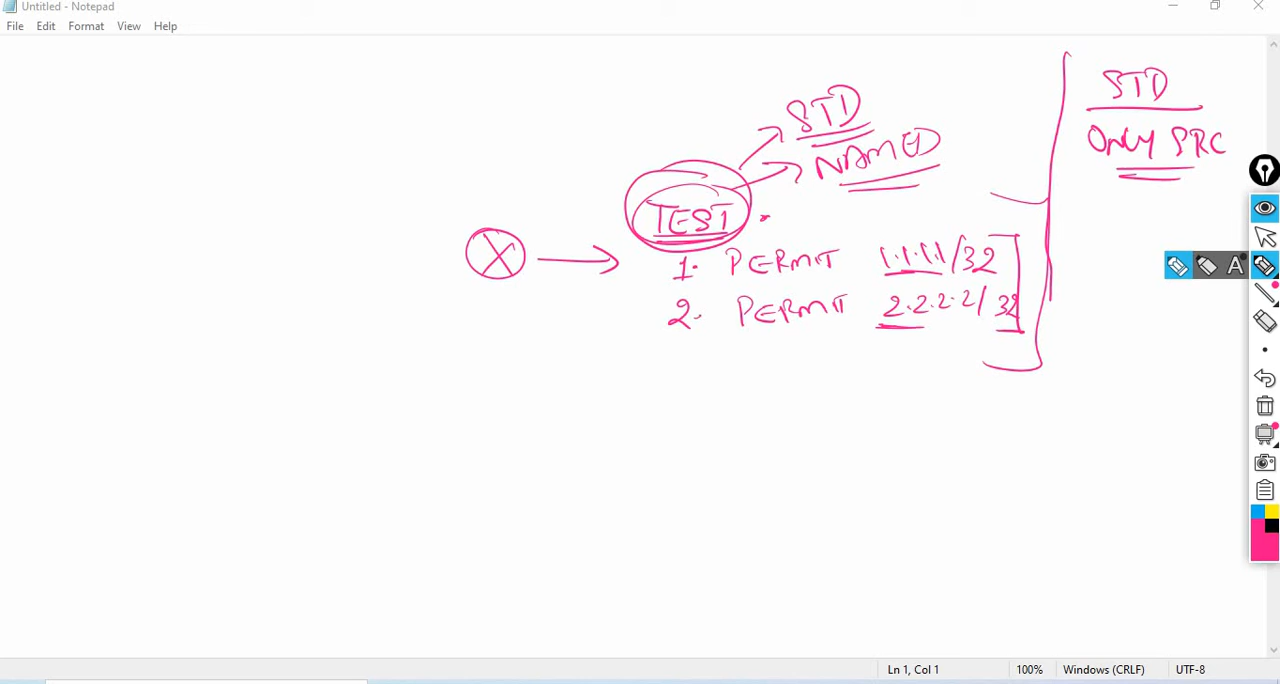 Untitled - Notepad
File Edit Format View Help
STD
ONLY SRC
STD
NAMED
TEST
1. PERMIT 1.1.1.1/32
2. PERMIT 2.2.2.2/32
A
Ln 1, Col 1 100% Windows (CRLF) UTF-8